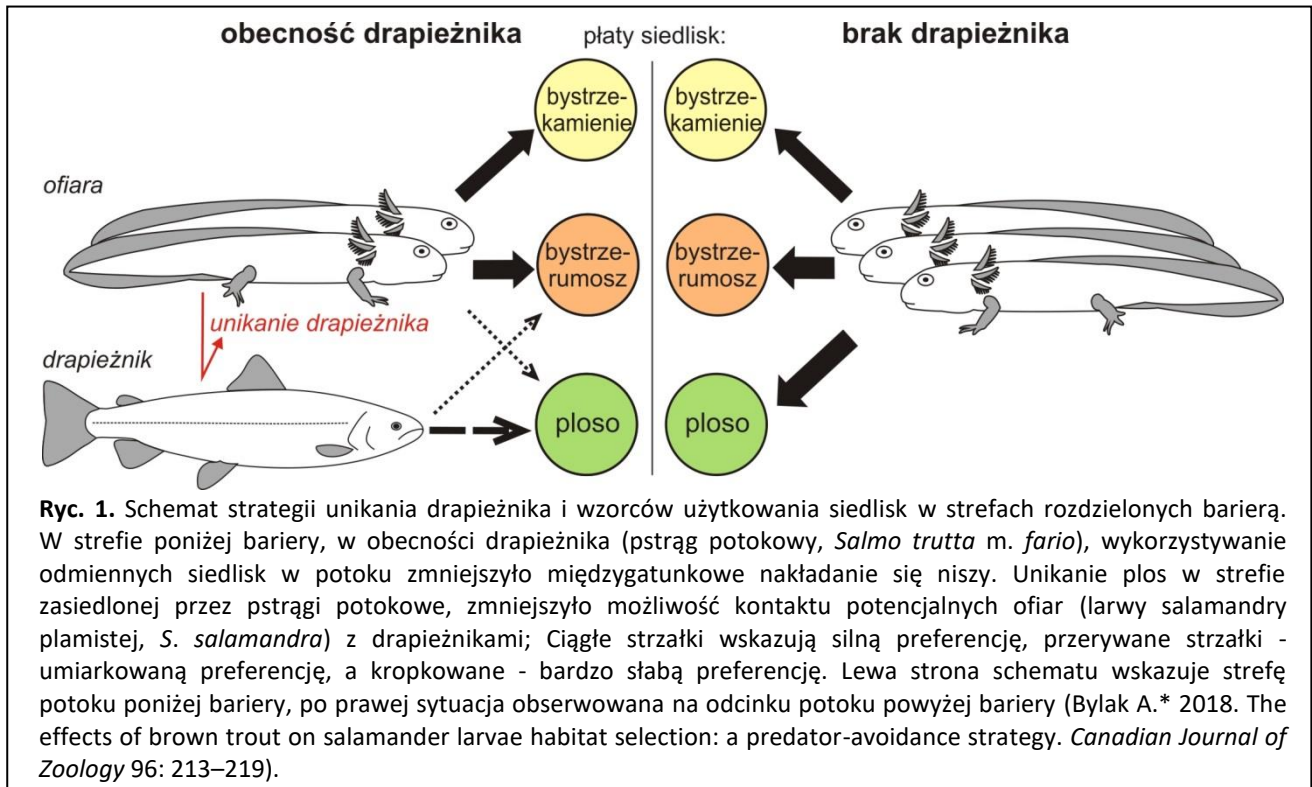 obecność drapieżnika
płaty siedlisk:
brak drapieżnika
bystrze-
kamienie
bystrze-
kamienie
ofiara
bystrze-
rumosz
bystrze-
rumosz
unikanie drapieżnika
drapieżnik
ploso
ploso
Ryc. 1. Schemat strategii unikania drapieżnika i wzorców użytkowania siedlisk w strefach rozdzielonych barierą.
W strefie poniżej bariery, w obecności drapieżnika (pstrąg potokowy, Salmo trutta m. fario), wykorzystywanie
odmiennych siedlisk w potoku zmniejszyło międzygatunkowe nakładanie się niszy. Unikanie plos w strefie
zasiedlonej przez pstrągi potokowe, zmniejszyło możliwość kontaktu potencjalnych ofiar (larwy salamandry
plamistej, S. salamandra) z drapieżnikami; Ciągłe strzałki wskazują silną preferencję, przerywane strzałki -
umiarkowaną preferencję, a kropkowane - bardzo słabą preferencję. Lewa strona schematu wskazuje strefę
potoku poniżej bariery, po prawej sytuacja obserwowana na odcinku potoku powyżej bariery (Bylak A.* 2018. The
effects of brown trout on salamander larvae habitat selection: a predator-avoidance strategy. Canadian Journal of
Zoology 96: 213–219).